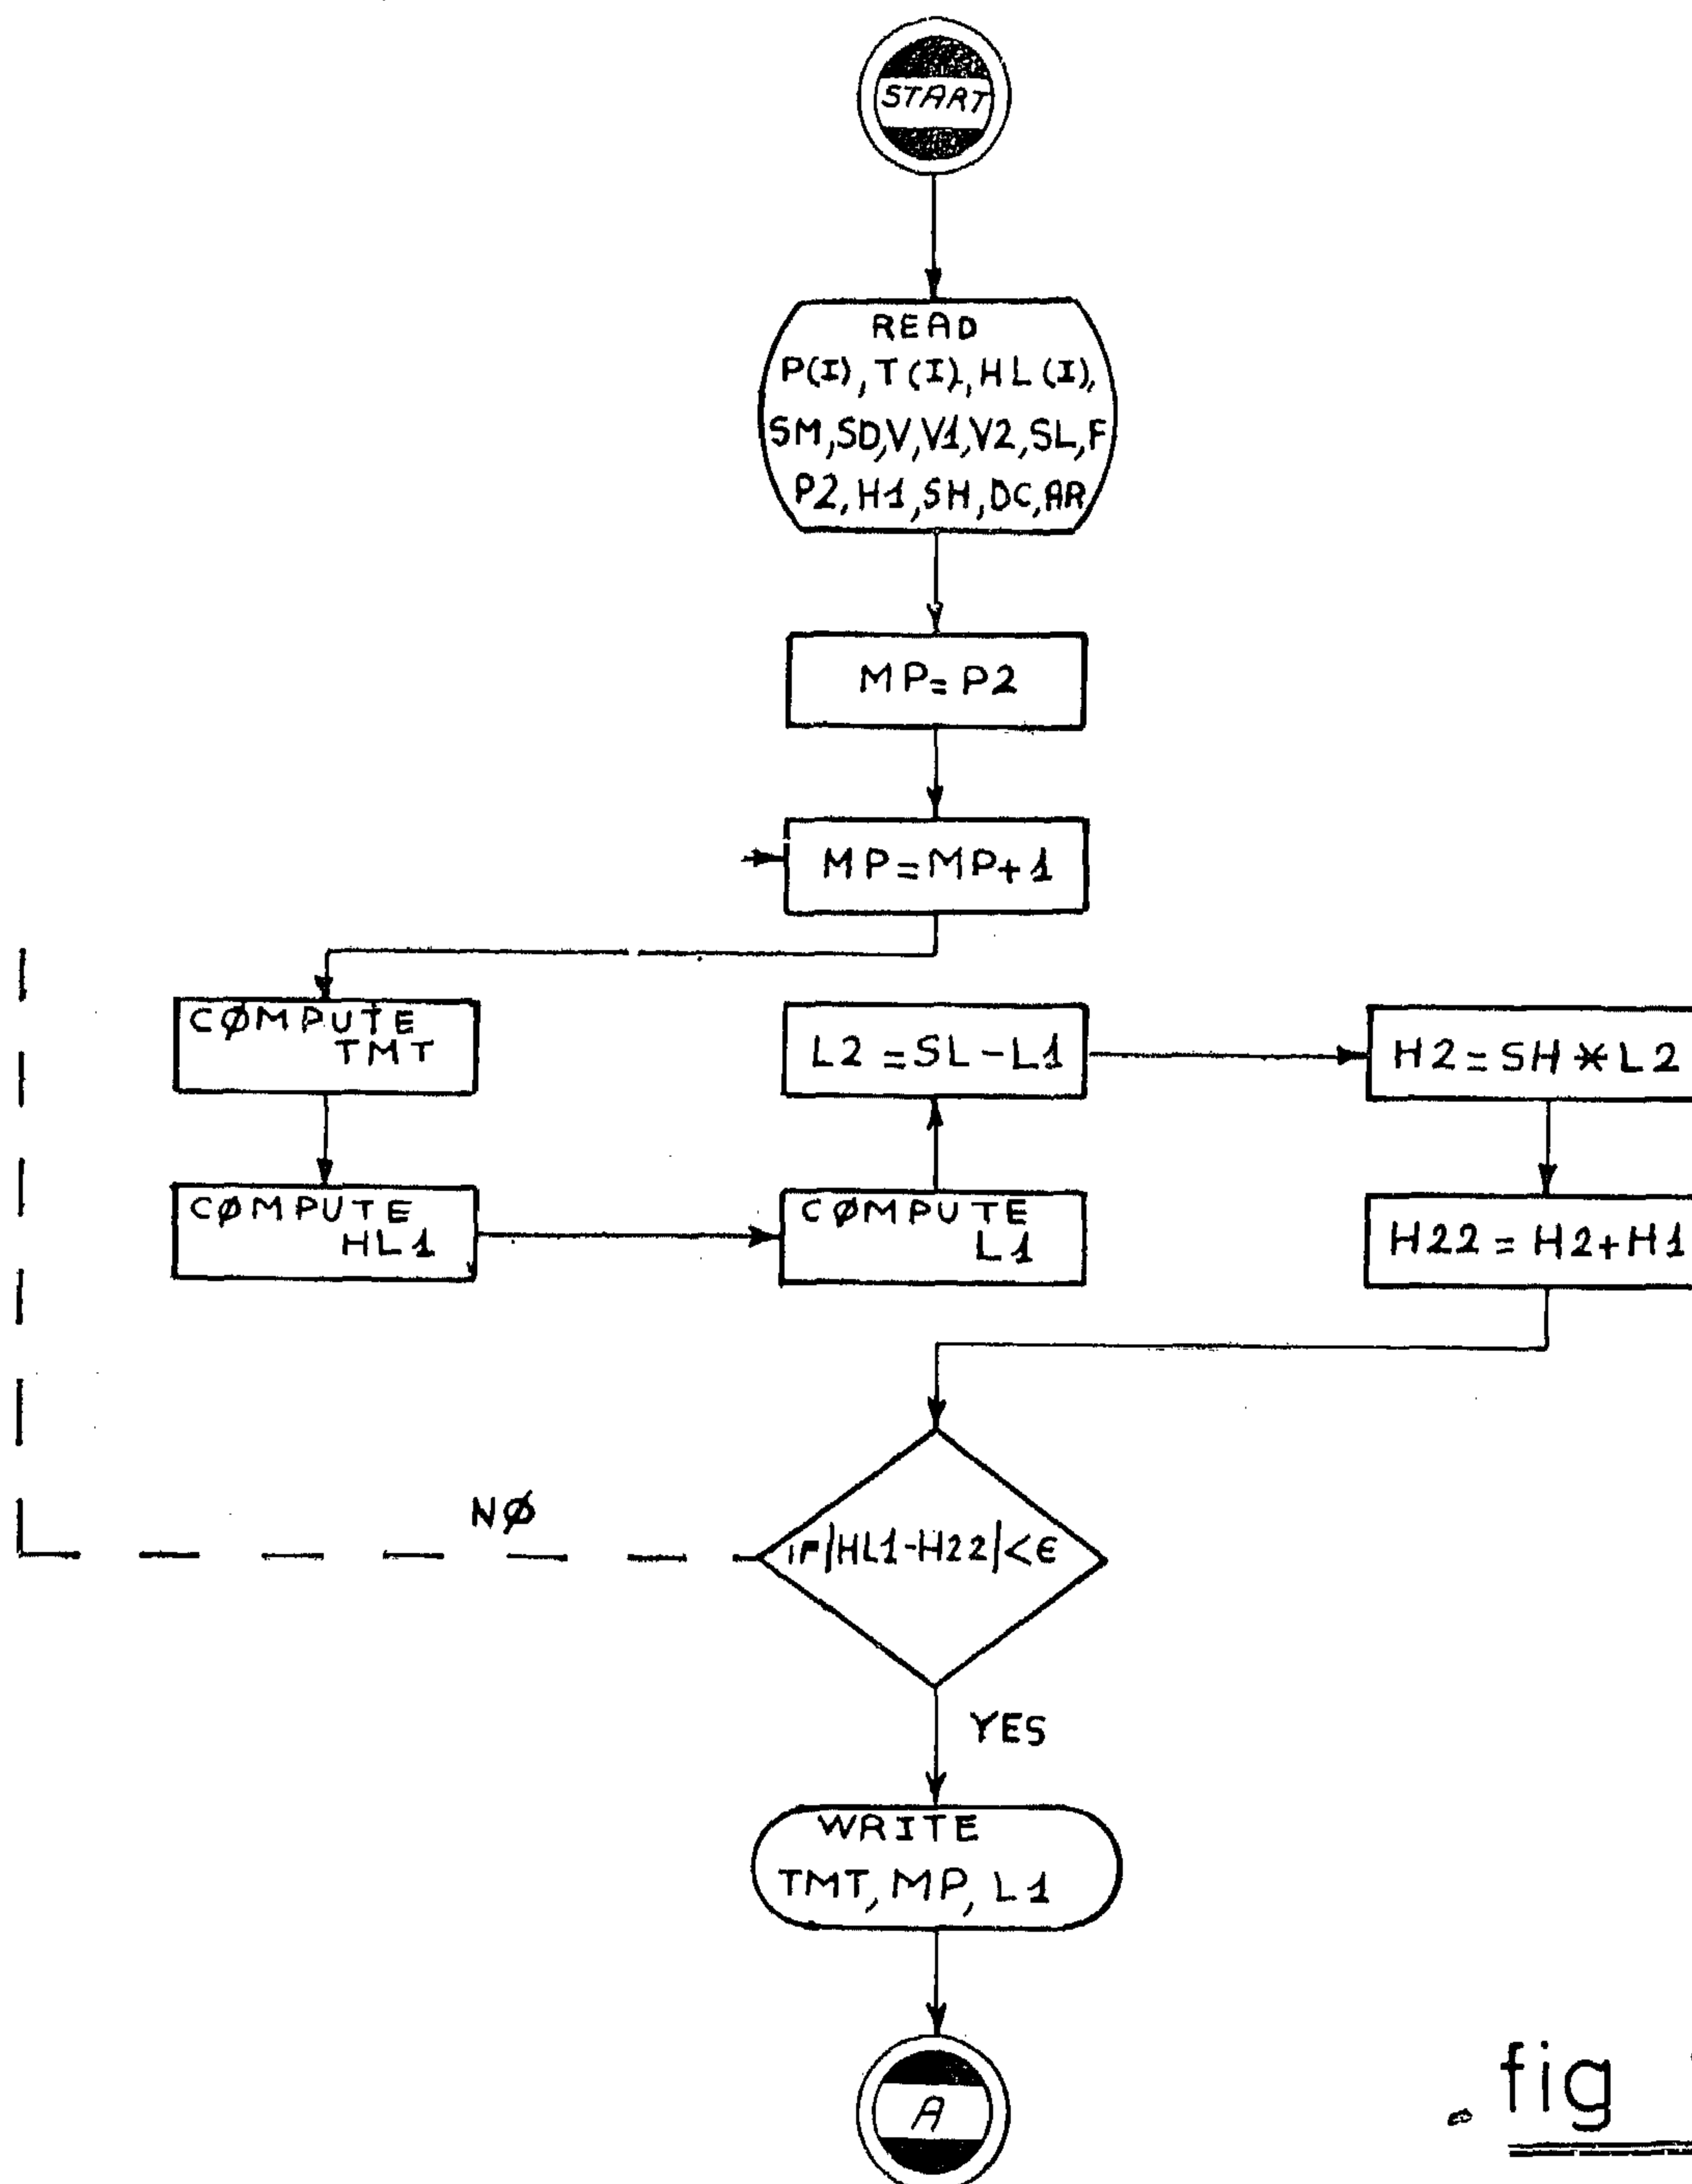 START
READ
P(I), T(I), HL(I),
SM, SD, V, V1, V2, SL, F
P2, H1, SH, DC, AR
MP=P2
MP=MP+1
CØMPUTE
TMT
CØMPUTE
HL1
CØMPUTE
L1
L2=SL-L1
H2=SH*L2
H22=H2+H1
IF|HL1-H22|<ϵ
NØ
YES
WRITE
TMT, MP, L1
A
fig